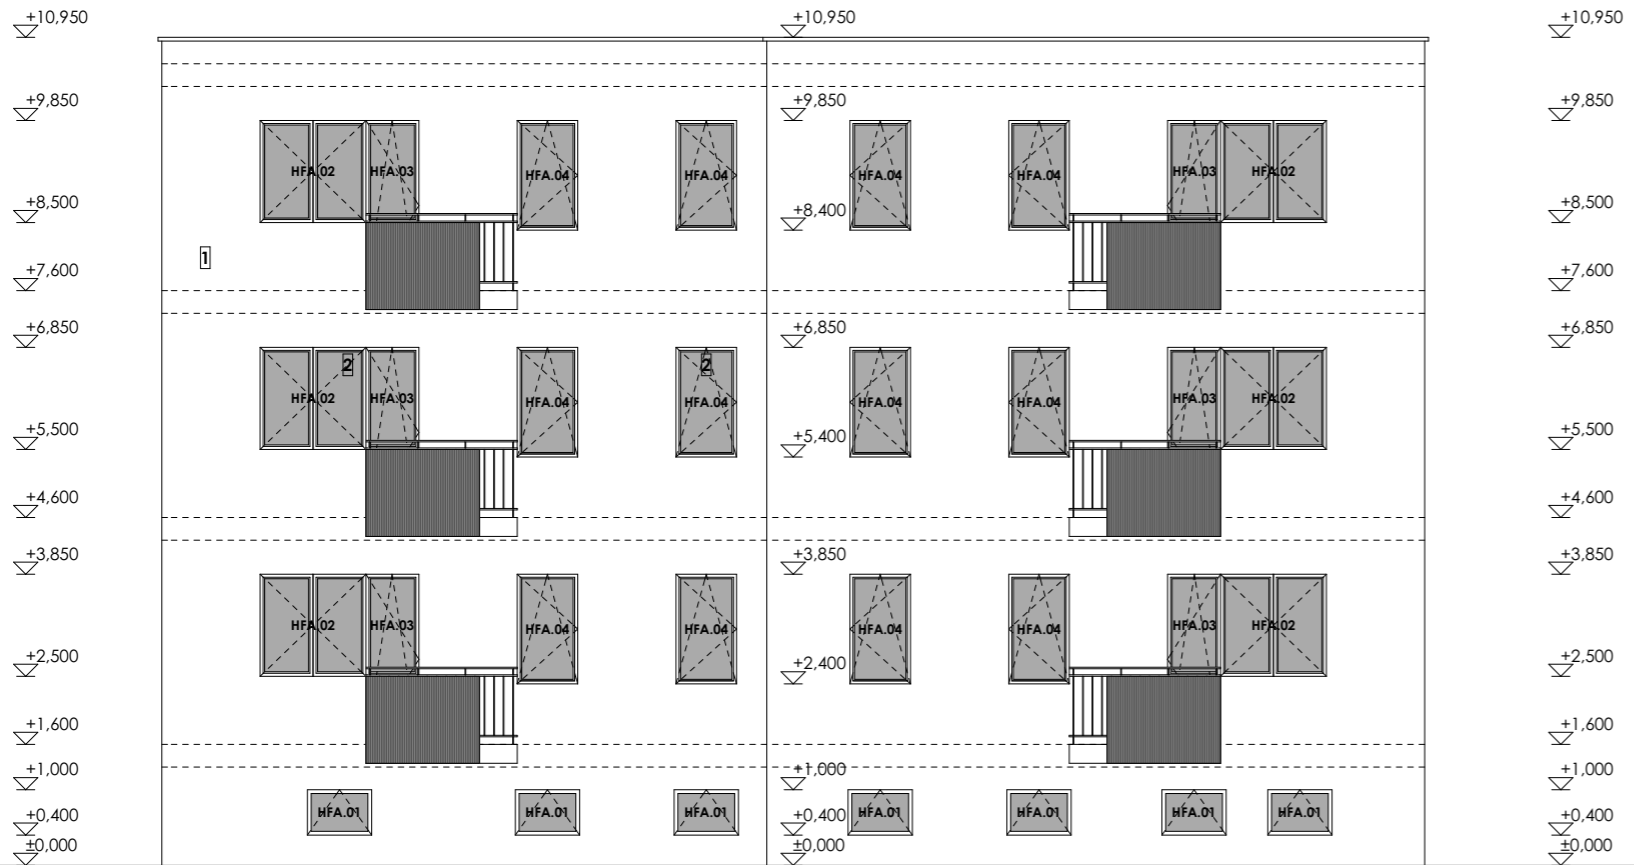 +10,950 +10,950 +10,950
+9,850 +9,850 +9,850
HFA.02 HFA.03 HFA.04 HFA.04 HFA.04 HFA.04 HFA.03 HFA.02
+8,500 +8,400 +8,500
1
+7,600 +7,600
+6,850 +6,850 +6,850
2 2
HFA.02 HFA.03 HFA.04 HFA.04 HFA.04 HFA.04 HFA.03 HFA.02
+5,500 +5,400 +5,500
+4,600 +4,600
+3,850 +3,850 +3,850
HFA.02 HFA.03 HFA.04 HFA.04 HFA.04 HFA.04 HFA.03 HFA.02
+2,500 +2,400 +2,500
+1,600 +1,600
+1,000 +1,000 +1,000
HFA.01 HFA.01 HFA.01 HFA.01 HFA.01 HFA.01 HFA.01
+0,400 +0,400 +0,400
±0,000 ±0,000 ±0,000